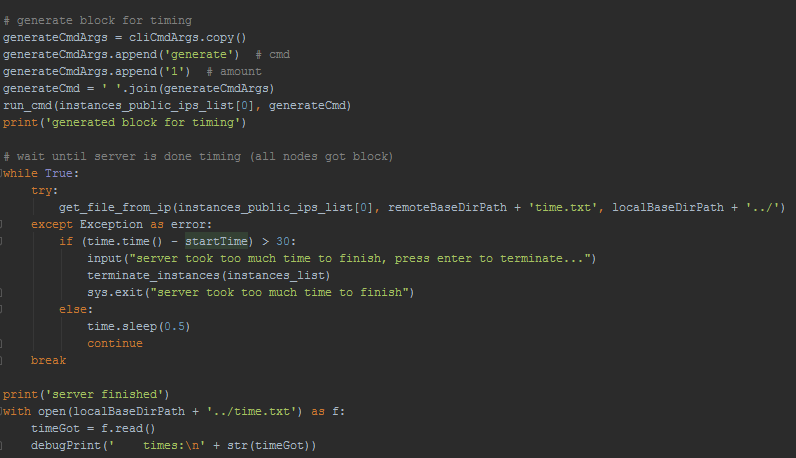 # generate block for timing
generateCmdArgs = cliCmdArgs.copy()
generateCmdArgs.append('generate')  # cmd
generateCmdArgs.append('1')  # amount
generateCmd = ' '.join(generateCmdArgs)
run_cmd(instances_public_ips_list[0], generateCmd)
print('generated block for timing')

# wait until server is done timing (all nodes got block)
while True:
    try:
        get_file_from_ip(instances_public_ips_list[0], remoteBaseDirPath + 'time.txt', localBaseDirPath + '../')
    except Exception as error:
        if (time.time() - startTime) > 30:
            input("server took too much time to finish, press enter to terminate...")
            terminate_instances(instances_list)
            sys.exit("server took too much time to finish")
        else:
            time.sleep(0.5)
            continue
    break

print('server finished')
with open(localBaseDirPath + '../time.txt') as f:
    timeGot = f.read()
    debugPrint('    times:\n' + str(timeGot))